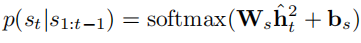 p(s_t|s_{1:t−1}) = softmax(W_s ĥ_t^2 + b_s)